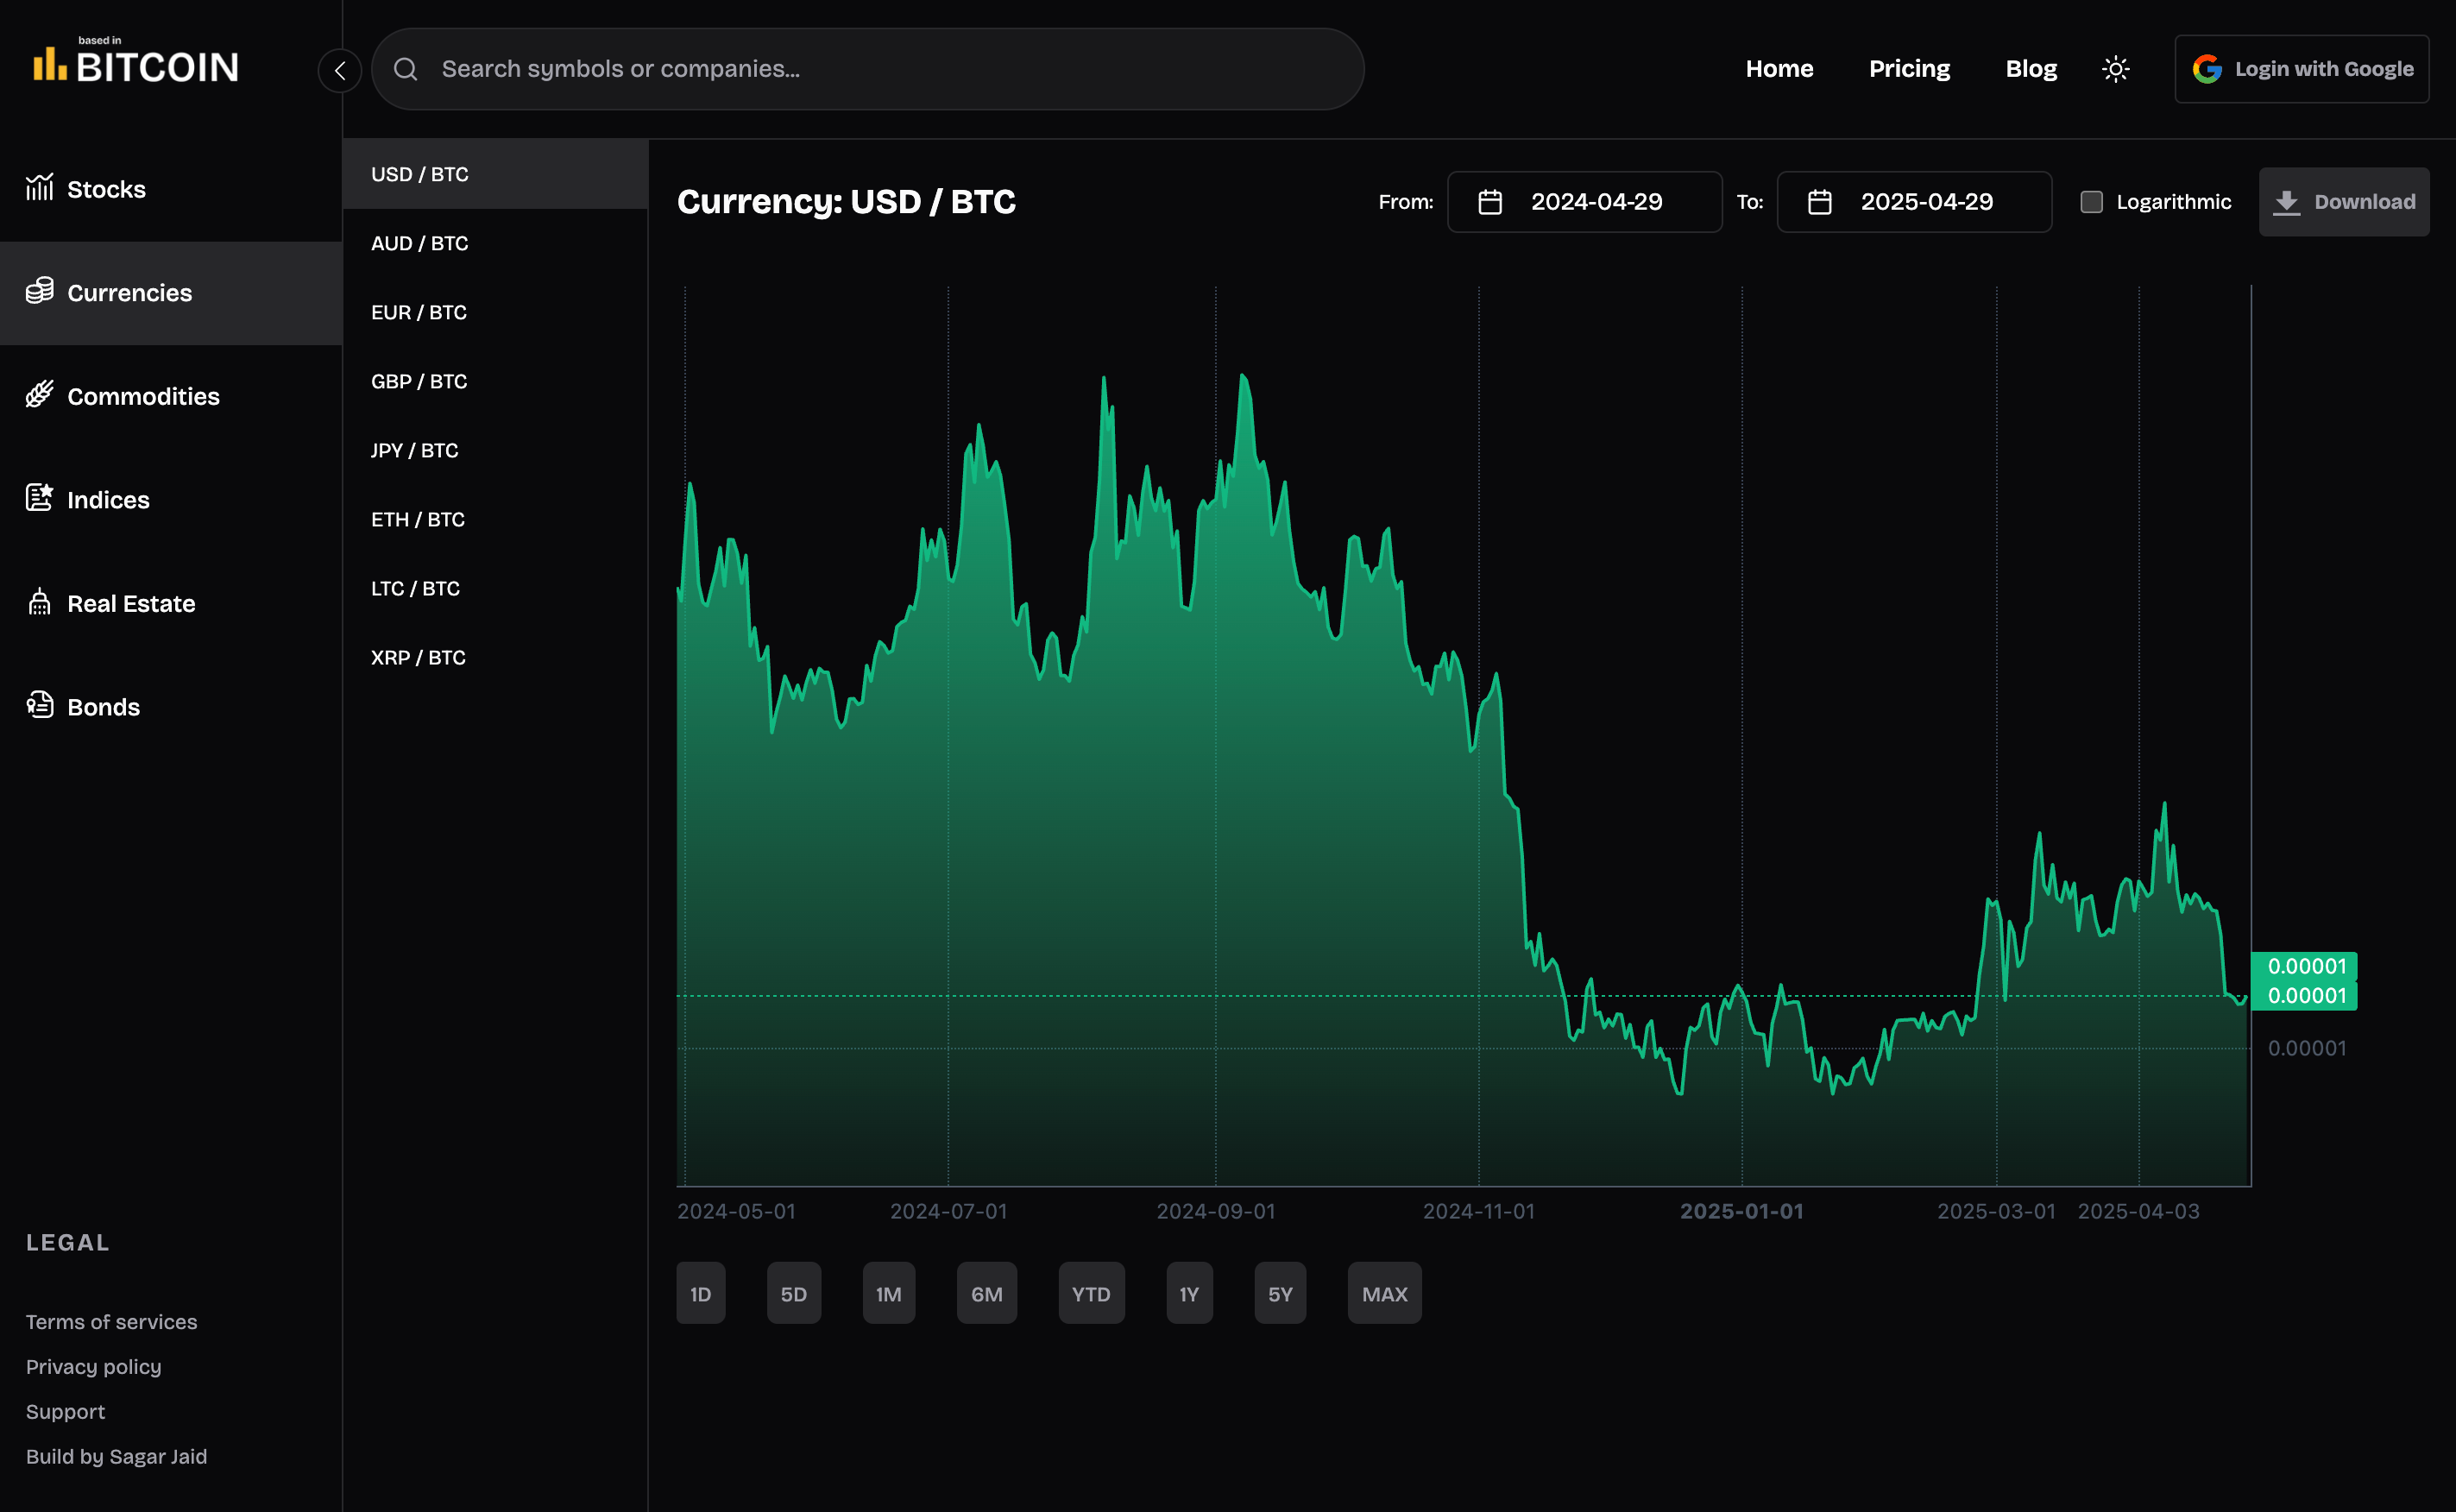 based in
BITCOIN
Search symbols or companies...
Home
Pricing
Blog
Login with Google
Stocks
Currencies
Commodities
Indices
Real Estate
Bonds
LEGAL
Terms of services
Privacy policy
Support
Build by Sagar Jaid
USD / BTC
AUD / BTC
EUR / BTC
GBP / BTC
JPY / BTC
ETH / BTC
LTC / BTC
XRP / BTC
Currency: USD / BTC
From:
2024-04-29
To:
2025-04-29
Logarithmic
Download
0.00001
0.00001
0.00001
2024-05-01
2024-07-01
2024-09-01
2024-11-01
2025-01-01
2025-03-01
2025-04-03
1D
5D
1M
6M
YTD
1Y
5Y
MAX